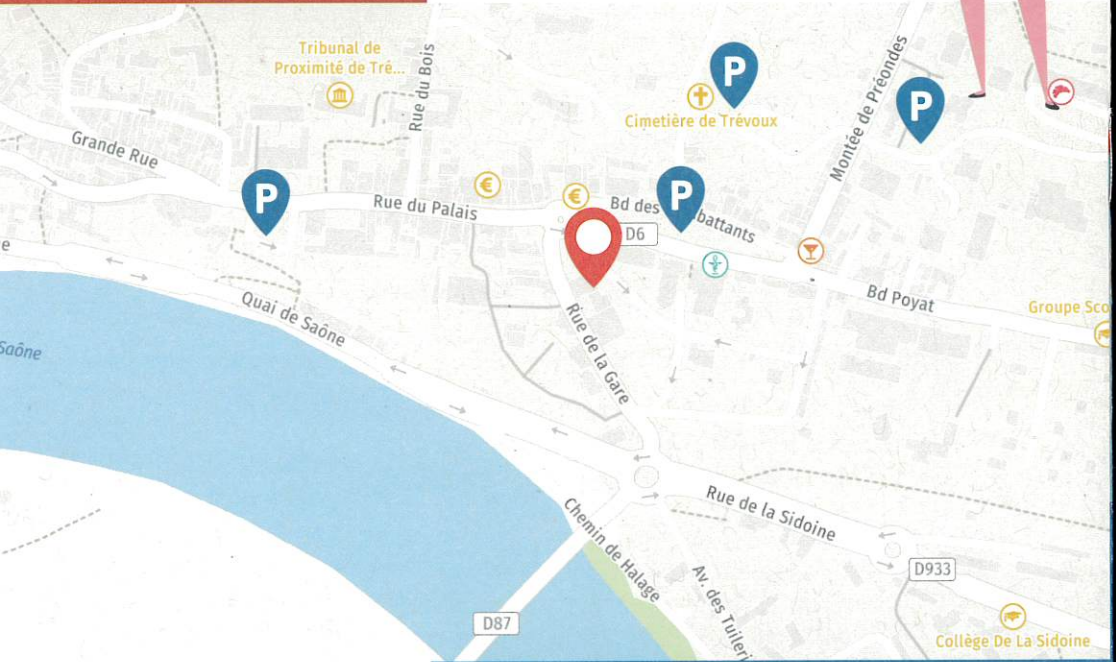 Tribunal de
Proximité de Tré...
Rue du Bois
P
Cimetière de Trévoux
Montée de Préondes
P
Grande Rue
P
Rue du Palais
€
€
Bd des
P
battants
D6
Bd Poyat
Groupe Sco
Quai de Saône
Saône
Rue de la Gare
Rue de la Sidoine
Chemin de Halage
D933
Av. des Tuileri
D87
Collège De La Sidoine